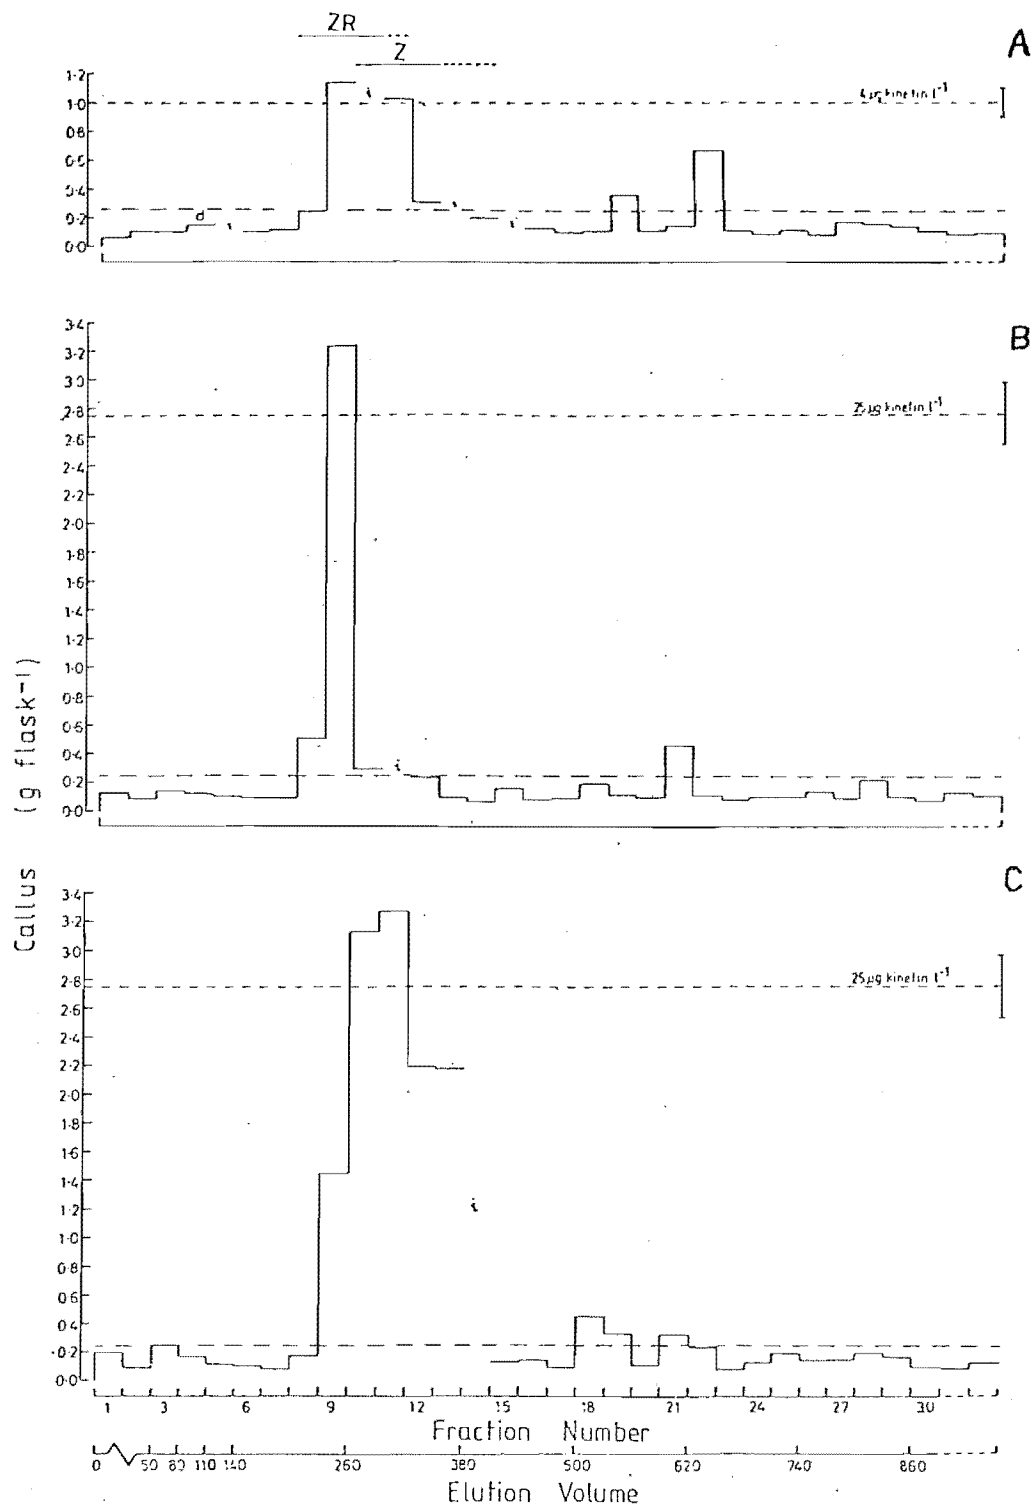 ZR
Z
A
1·2
1·0
0·8
0·6
0·4
0·2
0·0
4µg kinetin l⁻¹
d
i
i
i
i
B
3·4
3·2
3·0
2·8
2·6
2·4
2·2
2·0
1·8
1·6
1·4
1·2
1·0
0·8
0·6
0·4
0·2
0·0
25µg kinetin l⁻¹
i
Callus (g flask⁻¹)
C
3·4
3·2
3·0
2·8
2·6
2·4
2·2
2·0
1·8
1·6
1·4
1·2
1·0
0·8
0·6
0·4
0·2
0·0
25µg kinetin l⁻¹
i
1 3 6 9 12 15 18 21 24 27 30
Fraction Number
0 50 80 110 140 260 380 500 620 740 860
Elution Volume